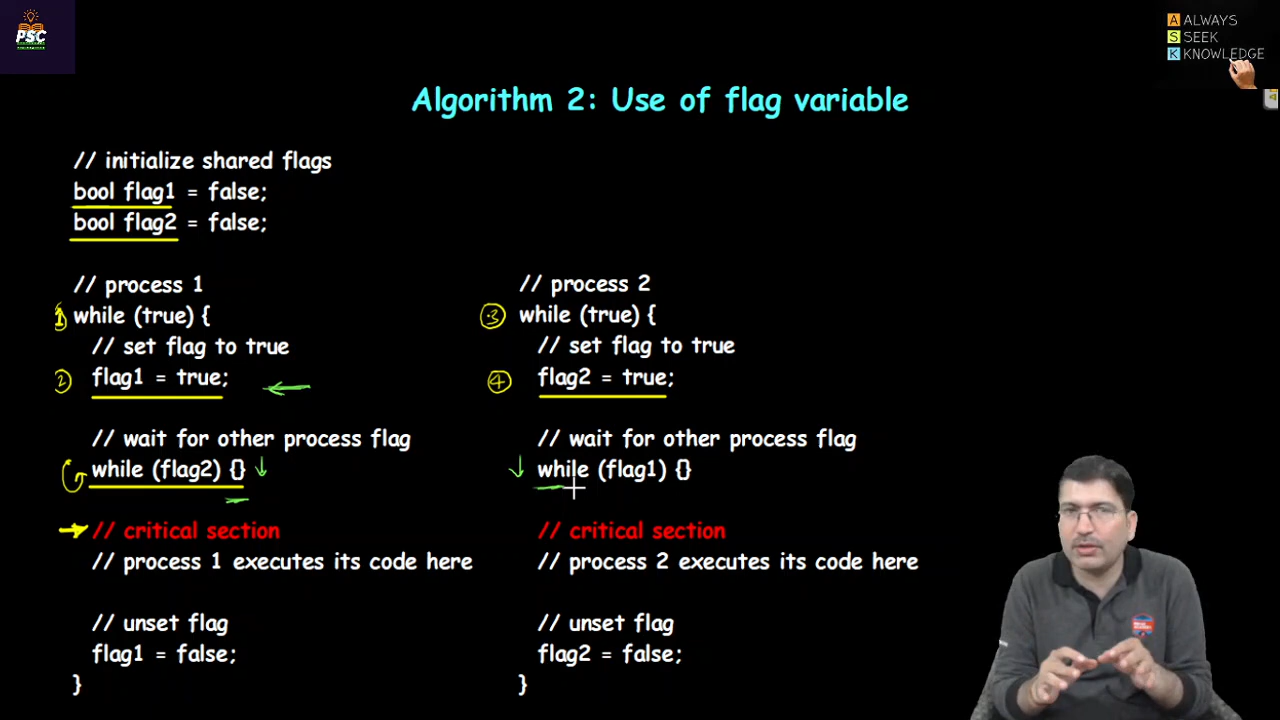 PSC
A ALWAYS
S SEEK
K KNOWLEDGE
Algorithm 2: Use of flag variable
// initialize shared flags
bool flag1 = false;
bool flag2 = false;
// process 1
1 while (true) {
// set flag to true
2 flag1 = true;
// wait for other process flag
while (flag2) {}
// critical section
// process 1 executes its code here
// unset flag
flag1 = false;
}
// process 2
3 while (true) {
// set flag to true
4 flag2 = true;
// wait for other process flag
while (flag1) {}
// critical section
// process 2 executes its code here
// unset flag
flag2 = false;
}